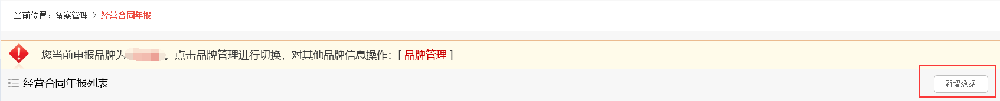 当前位置：备案管理 > 经营合同年报
您当前申报品牌为。点击品牌管理进行切换，对其他品牌信息操作：[ 品牌管理 ]
经营合同年报列表
新增数据